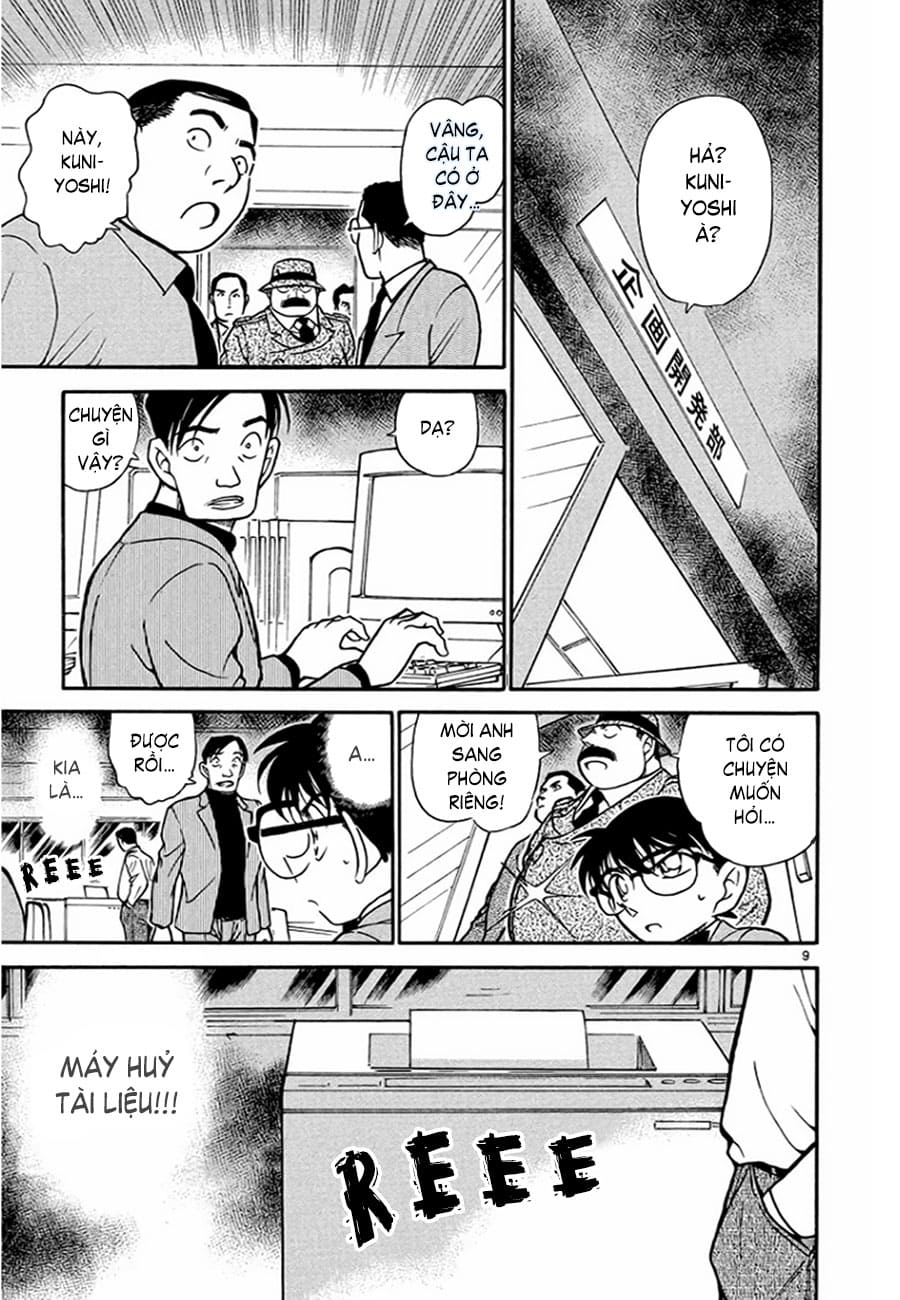 HẢ?
KUNI-
YOSHI
À?
企画開発部
VÂNG,
CẬU TA
CÓ Ở
ĐÂY...
NÀY,
KUNI-
YOSHI!
DẠ?
CHUYỆN
GÌ
VẬY?
TÔI CÓ
CHUYỆN
MUỐN
HỎI...
MỜI ANH
SANG
PHÒNG
RIÊNG!
A...
ĐƯỢC
RỒI...
KIA
LÀ...
REEE
9
MÁY HUỶ
TÀI LIỆU!!!
REEE